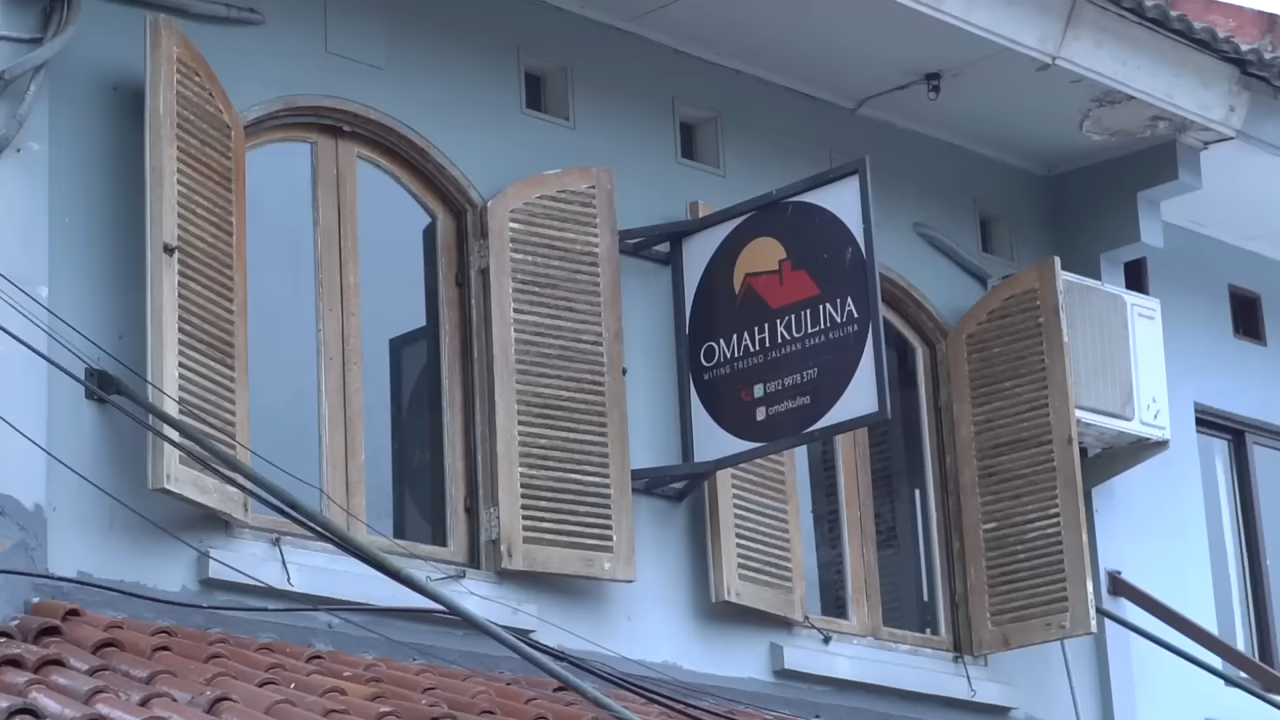 OMAH KULINA
WITING TRESNO JALARAN SAKA KULINA
0812 9978 3717
omahkulina